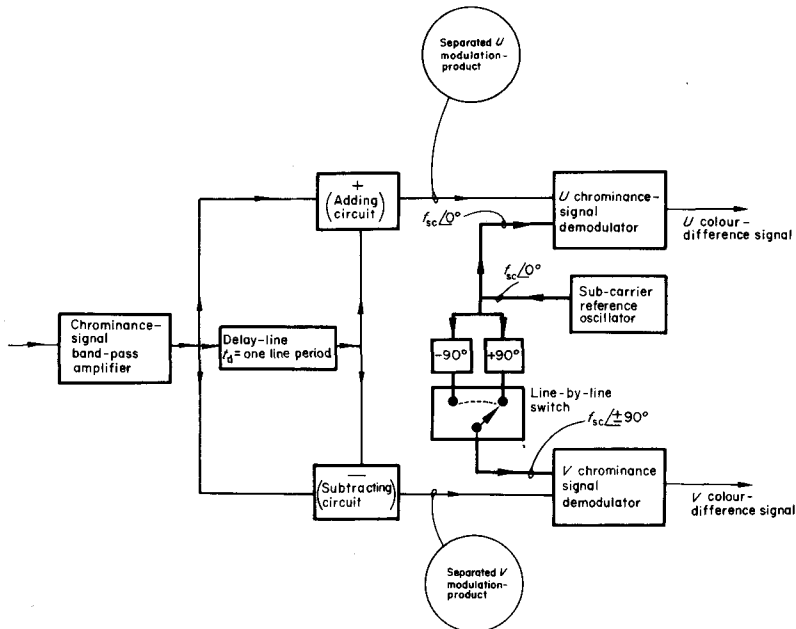 Separated U
modulation-
product
+
(Adding
circuit)
U chrominance-
signal
demodulator
f_sc∠0°
U colour-
difference signal
f_sc∠0°
Sub-carrier
reference
oscillator
Chrominance-
signal
band-pass
amplifier
Delay-line
t_d = one line period
-90°
+90°
Line-by-line
switch
f_sc∠±90°
—
(Subtracting
circuit)
V chrominance
signal
demodulator
V colour-
difference signal
Separated V
modulation-
product